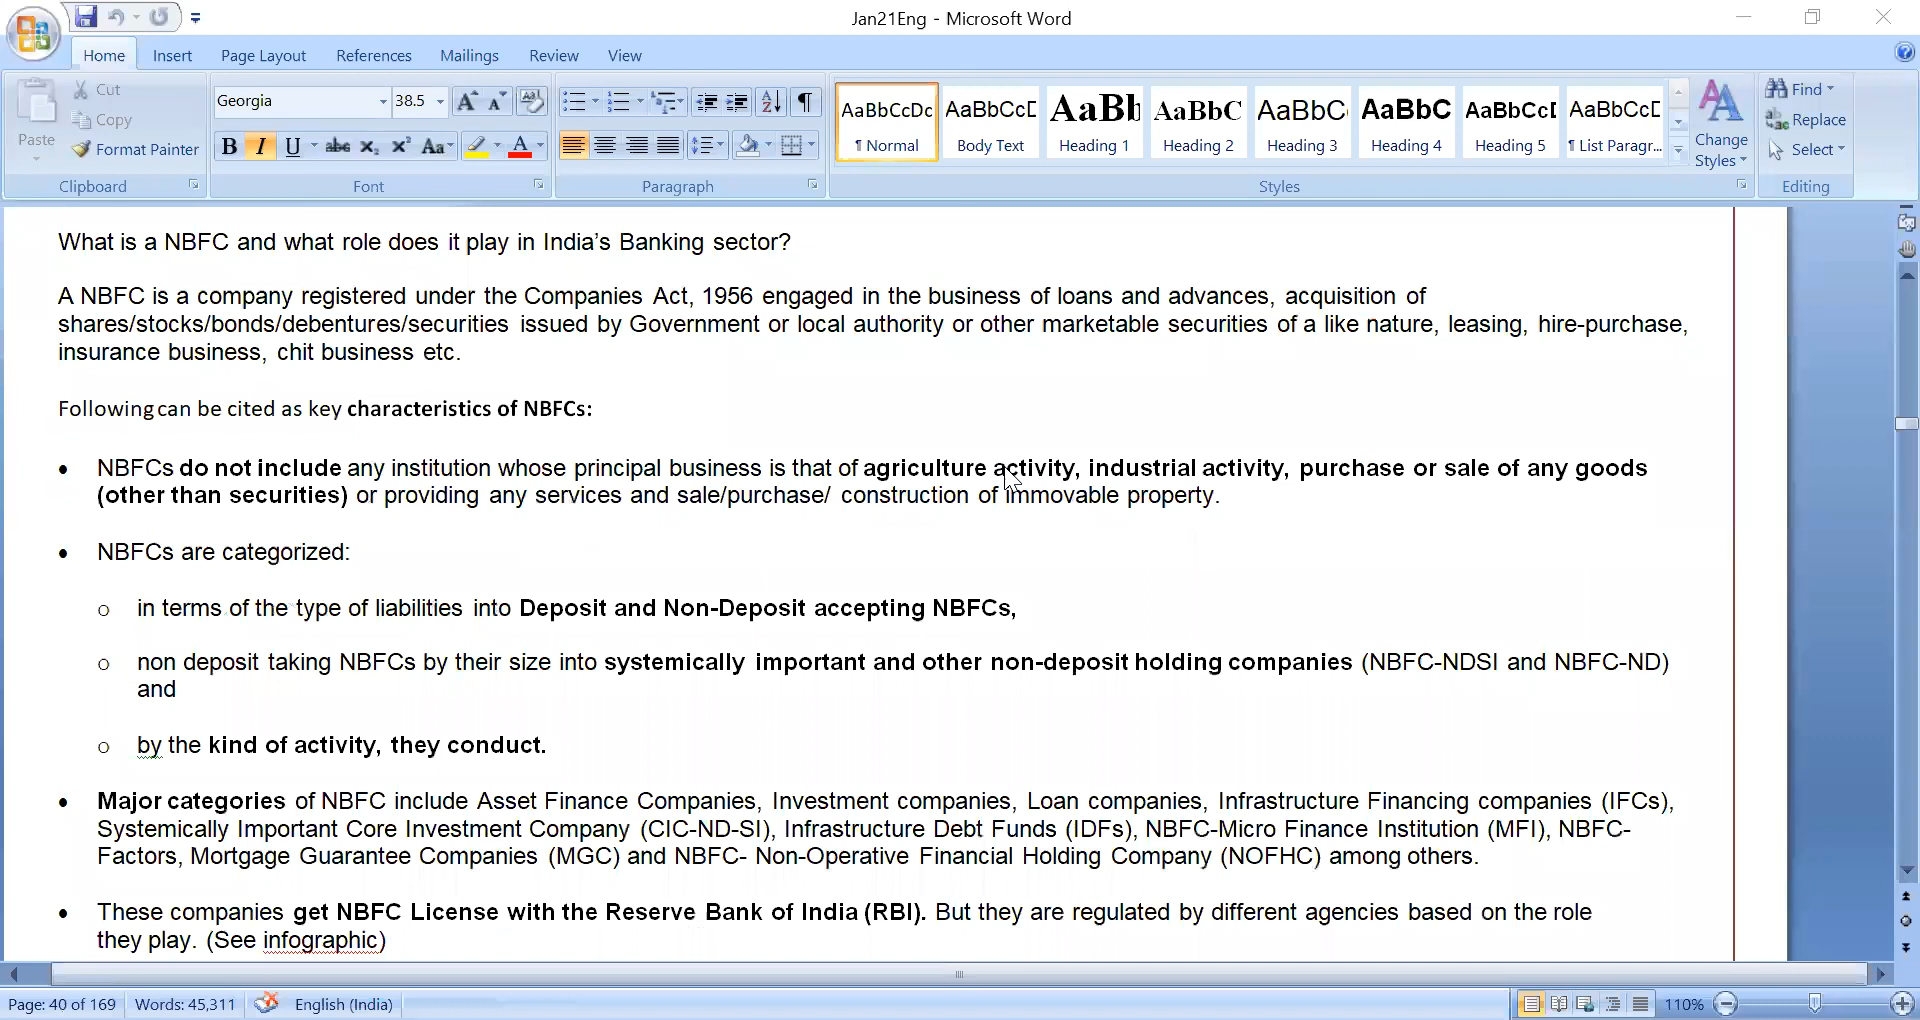 Jan21Eng - Microsoft Word
Home Insert Page Layout References Mailings Review View
Paste
Cut
Copy
Format Painter
Clipboard
Georgia 38.5
B I U abc x₂ x² Aa A
Font
Paragraph
AaBbCcDc AaBbCcD AaBb AaBbC AaBbC AaBbC AaBbCcD AaBbCcD
¶ Normal Body Text Heading 1 Heading 2 Heading 3 Heading 4 Heading 5 ¶ List Paragr...
Styles
Change
Styles
Find
Replace
Select
Editing
What is a NBFC and what role does it play in India's Banking sector?
A NBFC is a company registered under the Companies Act, 1956 engaged in the business of loans and advances, acquisition of
shares/stocks/bonds/debentures/securities issued by Government or local authority or other marketable securities of a like nature, leasing, hire-purchase,
insurance business, chit business etc.
Following can be cited as key characteristics of NBFCs:
• NBFCs do not include any institution whose principal business is that of agriculture activity, industrial activity, purchase or sale of any goods
(other than securities) or providing any services and sale/purchase/ construction of immovable property.
• NBFCs are categorized:
o in terms of the type of liabilities into Deposit and Non-Deposit accepting NBFCs,
o non deposit taking NBFCs by their size into systemically important and other non-deposit holding companies (NBFC-NDSI and NBFC-ND)
and
o by the kind of activity, they conduct.
• Major categories of NBFC include Asset Finance Companies, Investment companies, Loan companies, Infrastructure Financing companies (IFCs),
Systemically Important Core Investment Company (CIC-ND-SI), Infrastructure Debt Funds (IDFs), NBFC-Micro Finance Institution (MFI), NBFC-
Factors, Mortgage Guarantee Companies (MGC) and NBFC- Non-Operative Financial Holding Company (NOFHC) among others.
• These companies get NBFC License with the Reserve Bank of India (RBI). But they are regulated by different agencies based on the role
they play. (See infographic)
Page: 40 of 169 Words: 45,311 English (India) 110%